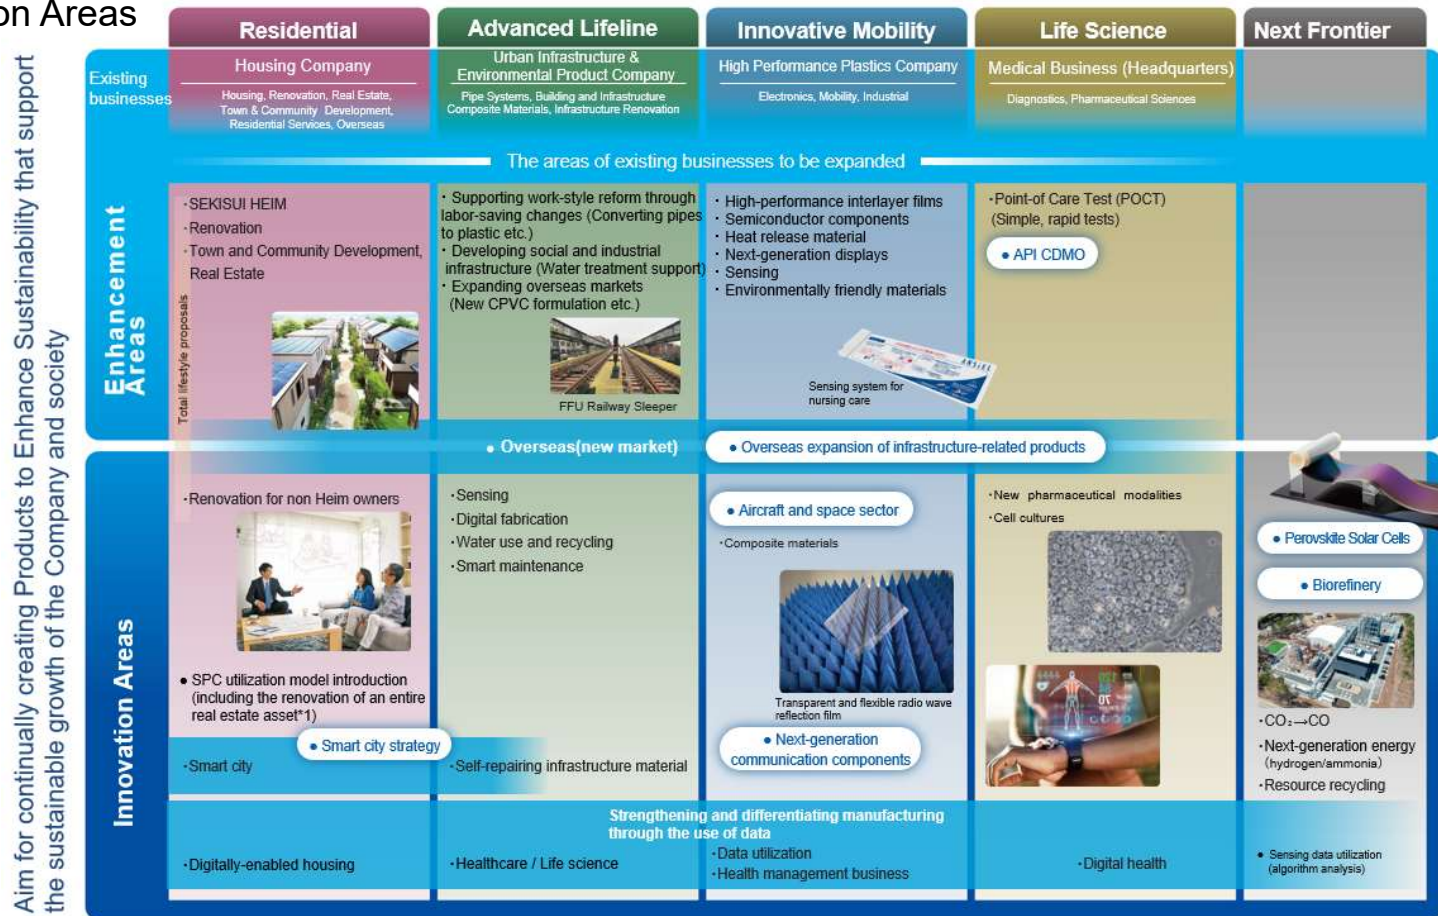 on Areas
Aim for continually creating Products to Enhance Sustainability that support
the sustainable growth of the Company and society
Residential
Advanced Lifeline
Innovative Mobility
Life Science
Next Frontier
Existing
businesses
Housing Company
Housing, Renovation, Real Estate,
Town & Community Development,
Residential Services, Overseas
Urban Infrastructure &
Environmental Product Company
Pipe Systems, Building and Infrastructure
Composite Materials, Infrastructure Renovation
High Performance Plastics Company
Electronics, Mobility, Industrial
Medical Business (Headquarters)
Diagnostics, Pharmaceutical Sciences
The areas of existing businesses to be expanded
Enhancement
Areas
Total lifestyle proposals
・SEKISUI HEIM
・Renovation
・Town and Community Development,
Real Estate
・Supporting work-style reform through
labor-saving changes (Converting pipes
to plastic etc.)
・Developing social and industrial
infrastructure (Water treatment support)
・Expanding overseas markets
(New CPVC formulation etc.)
FFU Railway Sleeper
・High-performance interlayer films
・Semiconductor components
・Heat release material
・Next-generation displays
・Sensing
・Environmentally friendly materials
Sensing system for
nursing care
・Point-of Care Test (POCT)
(Simple, rapid tests)
● API CDMO
● Overseas(new market)
● Overseas expansion of infrastructure-related products
Innovation Areas
・Renovation for non Heim owners
● SPC utilization model introduction
(including the renovation of an entire
real estate asset*1)
● Smart city strategy
・Smart city
・Sensing
・Digital fabrication
・Water use and recycling
・Smart maintenance
・Self-repairing infrastructure material
● Aircraft and space sector
・Composite materials
Transparent and flexible radio wave
reflection film
● Next-generation
communication components
・New pharmaceutical modalities
・Cell cultures
● Perovskite Solar Cells
● Biorefinery
・CO₂→CO
・Next-generation energy
(hydrogen/ammonia)
・Resource recycling
Strengthening and differentiating manufacturing
through the use of data
・Digitally-enabled housing
・Healthcare / Life science
・Data utilization
・Health management business
・Digital health
● Sensing data utilization
(algorithm analysis)